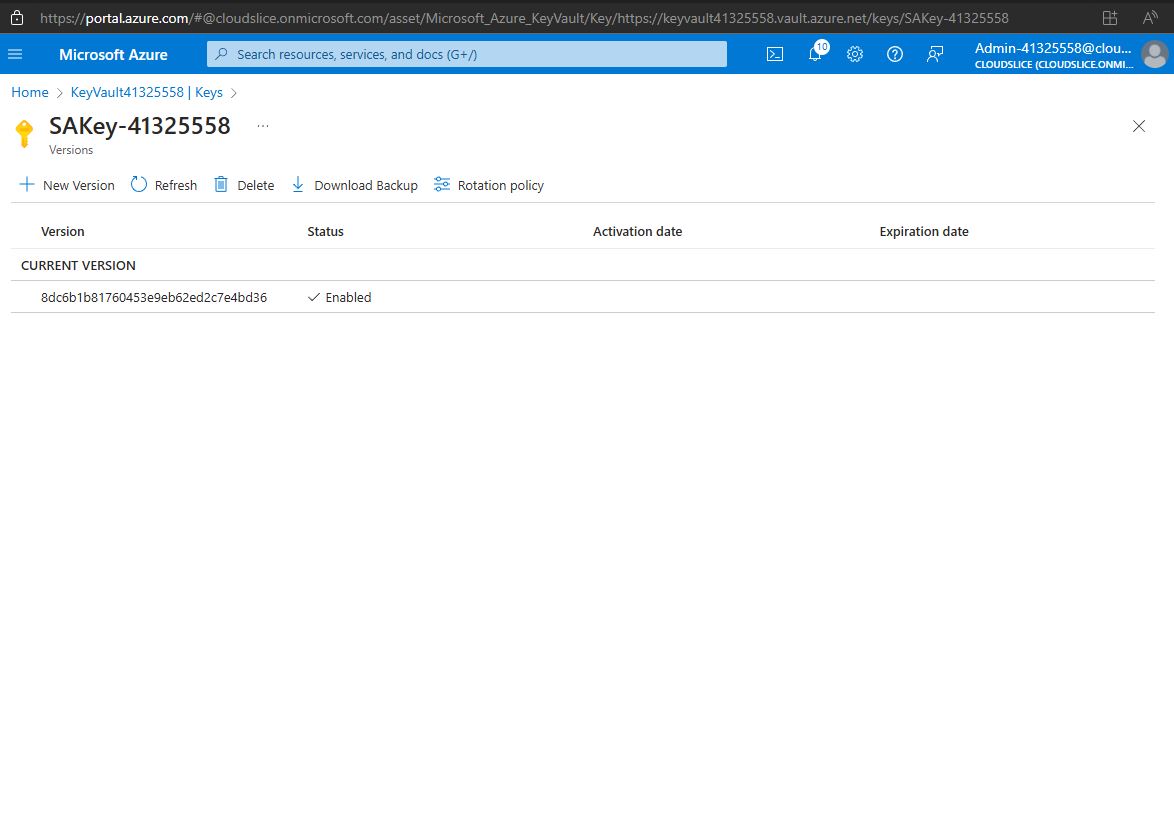 https://portal.azure.com/#@cloudslice.onmicrosoft.com/asset/Microsoft_Azure_KeyVault/Key/https://keyvault41325558.vault.azure.net/keys/SAKey-41325558
Microsoft Azure
Search resources, services, and docs (G+/)
10
Admin-41325558@clou...
CLOUDSLICE (CLOUDSLICE.ONMI...
Home > KeyVault41325558 | Keys >
SAKey-41325558 ...
Versions
New Version Refresh Delete Download Backup Rotation policy
Version Status Activation date Expiration date
CURRENT VERSION
8dc6b1b81760453e9eb62ed2c7e4bd36 Enabled